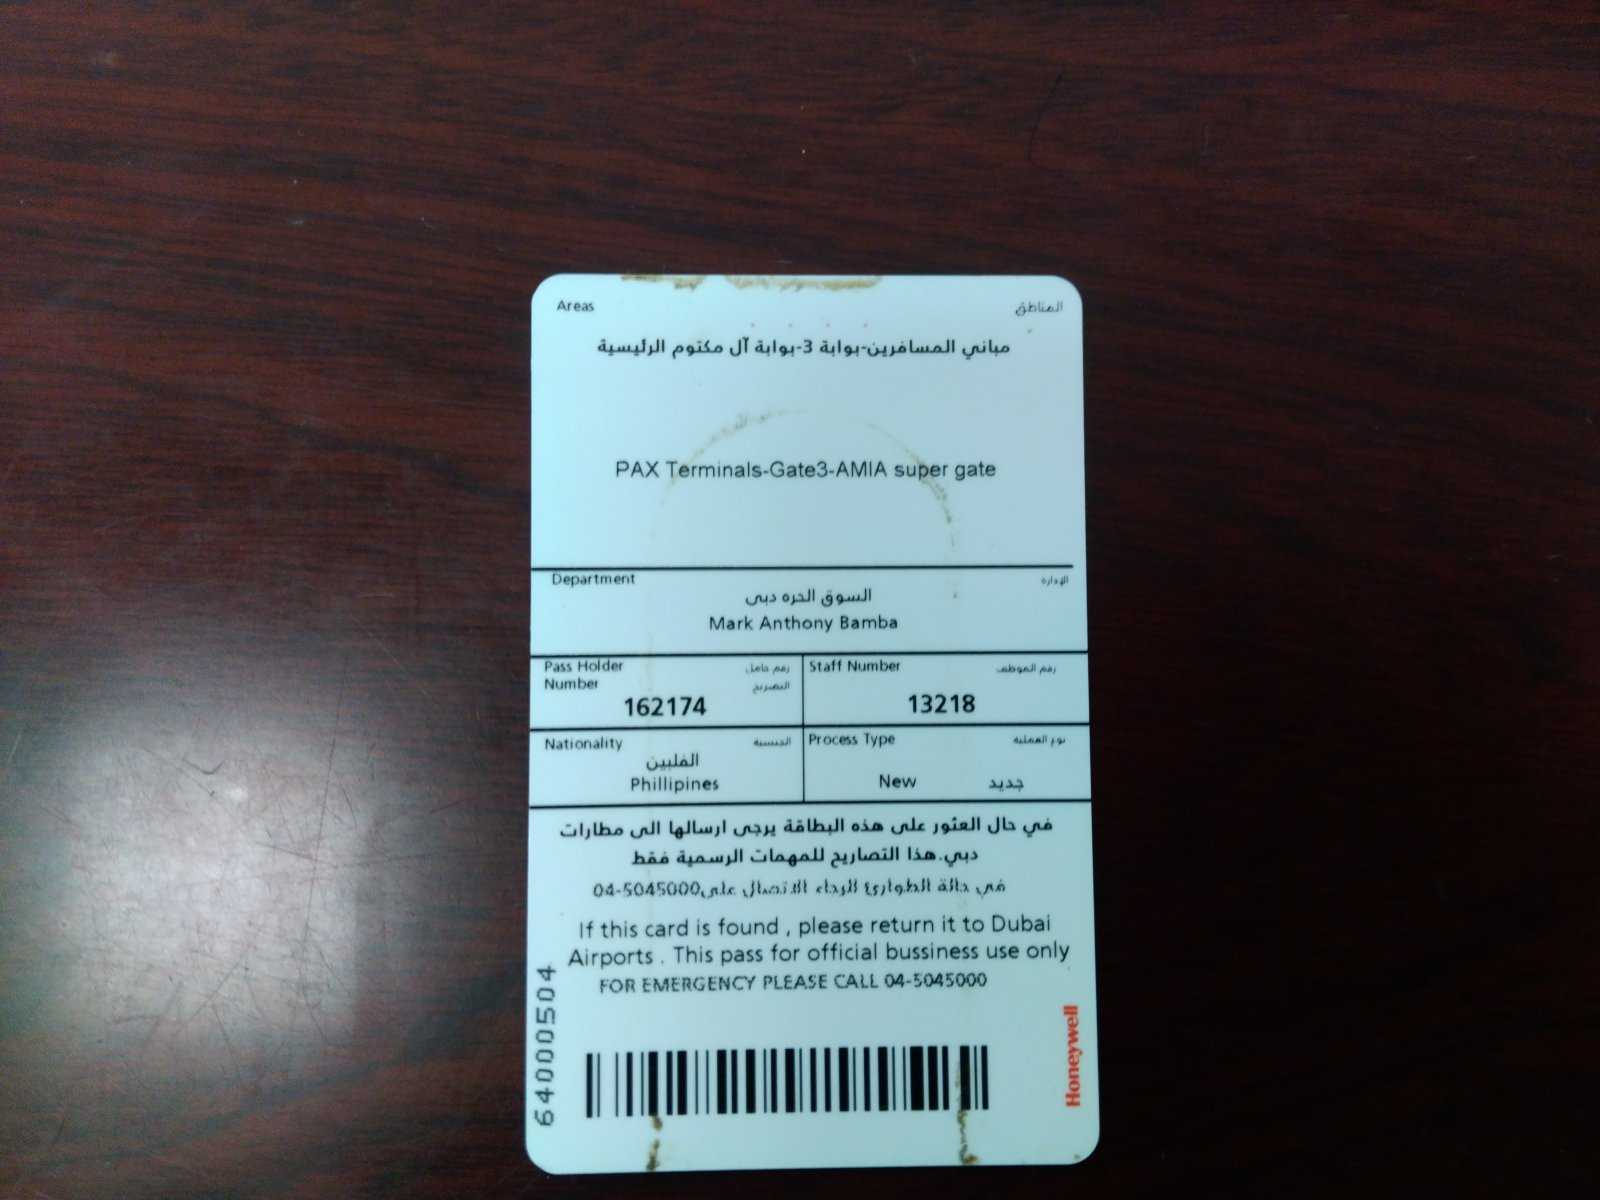 Areas المناطق
مباني المسافرين-بوابة 3-بوابة آل مكتوم الرئيسية
PAX Terminals-Gate3-AMIA super gate
Department الإدارة
السوق الحره دبى
Mark Anthony Bamba
Pass Holder رقم حامل Staff Number رقم الموظف
Number التصريح
162174 13218
Nationality الجنسية Process Type نوع العملية
الفلبين
Phillipines New جديد
في حال العثور على هذه البطاقة يرجى ارسالها الى مطارات
دبي.هذا التصاريح للمهمات الرسمية فقط
في حالة الطوارئ الرجاء الاتصال على04-5045000
If this card is found , please return it to Dubai
Airports . This pass for official bussiness use only
FOR EMERGENCY PLEASE CALL 04-5045000
64000504
Honeywell